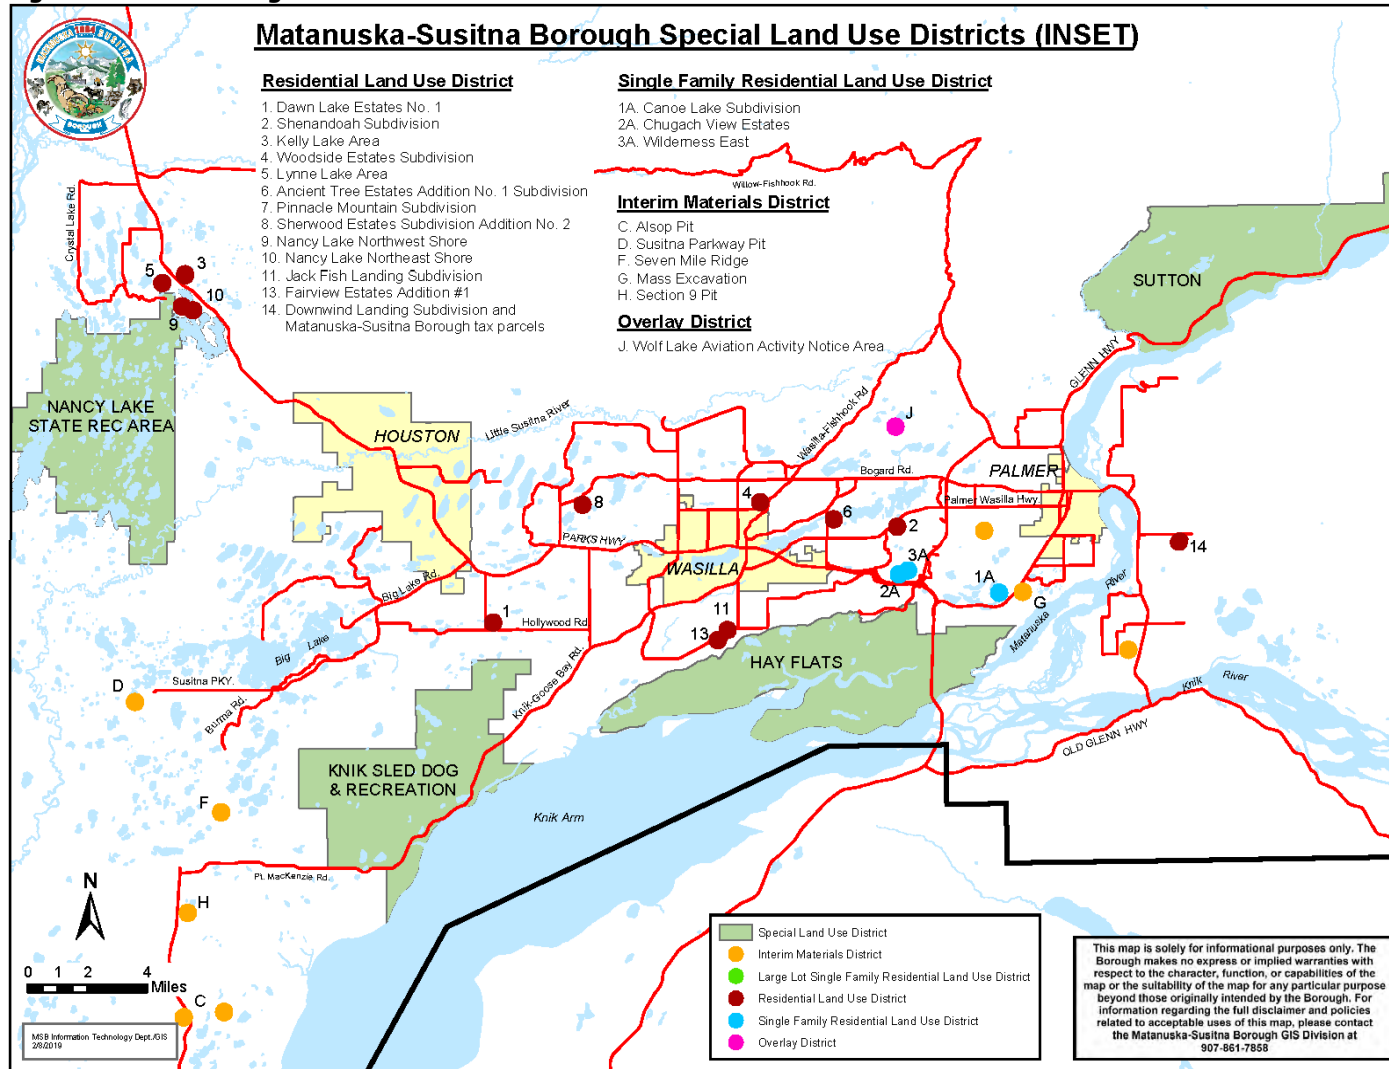 Matanuska-Susitna Borough Special Land Use Districts (INSET)
MATANUSKA 1964 SUSITNA
BOROUGH
Residential Land Use District
1. Dawn Lake Estates No. 1
2. Shenandoah Subdivision
3. Kelly Lake Area
4. Woodside Estates Subdivision
5. Lynne Lake Area
6. Ancient Tree Estates Addition No. 1 Subdivision
7. Pinnacle Mountain Subdivision
8. Sherwood Estates Subdivision Addition No. 2
9. Nancy Lake Northwest Shore
10. Nancy Lake Northeast Shore
11. Jack Fish Landing Subdivision
13. Fairview Estates Addition #1
14. Downwind Landing Subdivision and
Matanuska-Susitna Borough tax parcels
Single Family Residential Land Use District
1A. Canoe Lake Subdivision
2A. Chugach View Estates
3A. Wilderness East
Interim Materials District
C. Alsop Pit
D. Susitna Parkway Pit
F. Seven Mile Ridge
G. Mass Excavation
H. Section 9 Pit
Overlay District
J. Wolf Lake Aviation Activity Notice Area
Willow-Fishhook Rd.
Crystal Lake Rd.
5
3
10
9
SUTTON
GLENN HWY
NANCY LAKE
STATE REC AREA
HOUSTON
Little Susitna River
Wasilla-Fishhook Rd
J
Bogard Rd.
PALMER
Palmer Wasilla Hwy.
8
4
6
2
14
PARKS HWY
WASILLA
3A
2A
1A
G
Matanuska
River
Big Lake Rd.
1
Hollywood Rd
11
13
HAY FLATS
Big Lake
Susitna PKY.
D
Burma Rd.
Knik-Goose Bay Rd.
Knik River
OLD GLENN HWY
KNIK SLED DOG
& RECREATION
F
Knik Arm
Pt. MacKenzie Rd.
N
H
C
0 1 2 4
Miles
MSB Information Technology Dept./GIS
2/8/2019
Special Land Use District
Interim Materials District
Large Lot Single Family Residential Land Use District
Residential Land Use District
Single Family Residential Land Use District
Overlay District
This map is solely for informational purposes only. The
Borough makes no express or implied warranties with
respect to the character, function, or capabilities of the
map or the suitability of the map for any particular purpose
beyond those originally intended by the Borough. For
information regarding the full disclaimer and policies
related to acceptable uses of this map, please contact
the Matanuska-Susitna Borough GIS Division at
907-861-7858